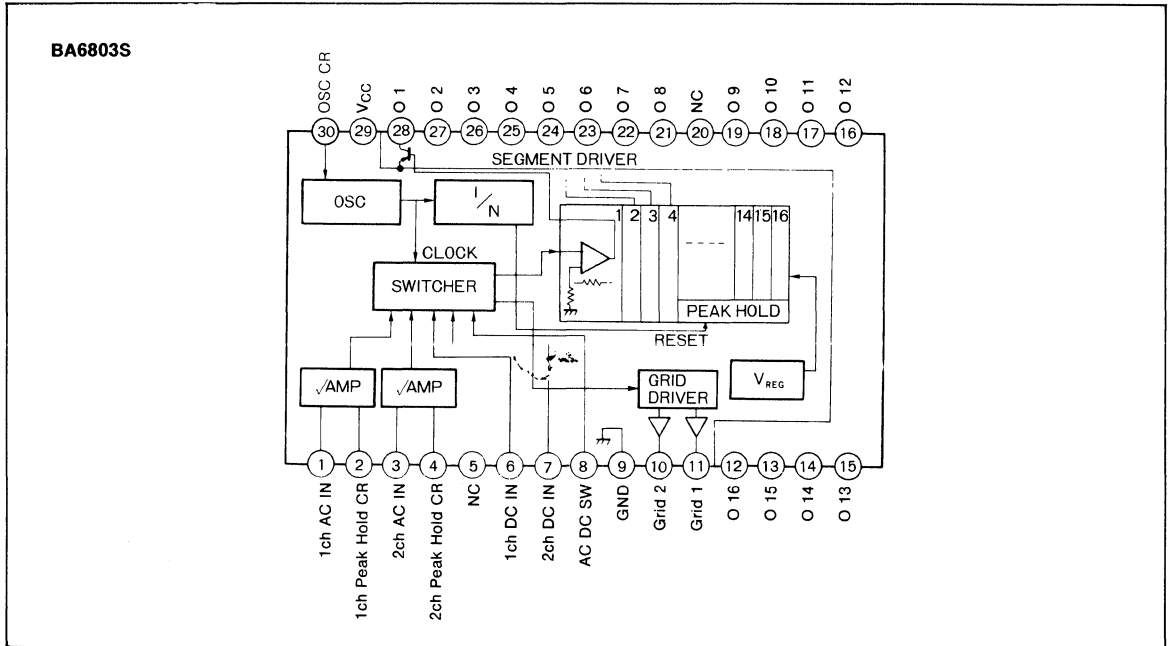 BA6803S
OSC CR
Vcc
O 1
O 2
O 3
O 4
O 5
O 6
O 7
O 8
NC
O 9
O 10
O 11
O 12
30 29 28 27 26 25 24 23 22 21 20 19 18 17 16
SEGMENT DRIVER
OSC
1/N
1 2 3 4 14 15 16
CLOCK
SWITCHER
PEAK HOLD
RESET
√AMP
√AMP
GRID
DRIVER
VREG
1 2 3 4 5 6 7 8 9 10 11 12 13 14 15
1ch AC IN
1ch Peak Hold CR
2ch AC IN
2ch Peak Hold CR
NC
1ch DC IN
2ch DC IN
AC DC SW
GND
Grid 2
Grid 1
O 16
O 15
O 14
O 13